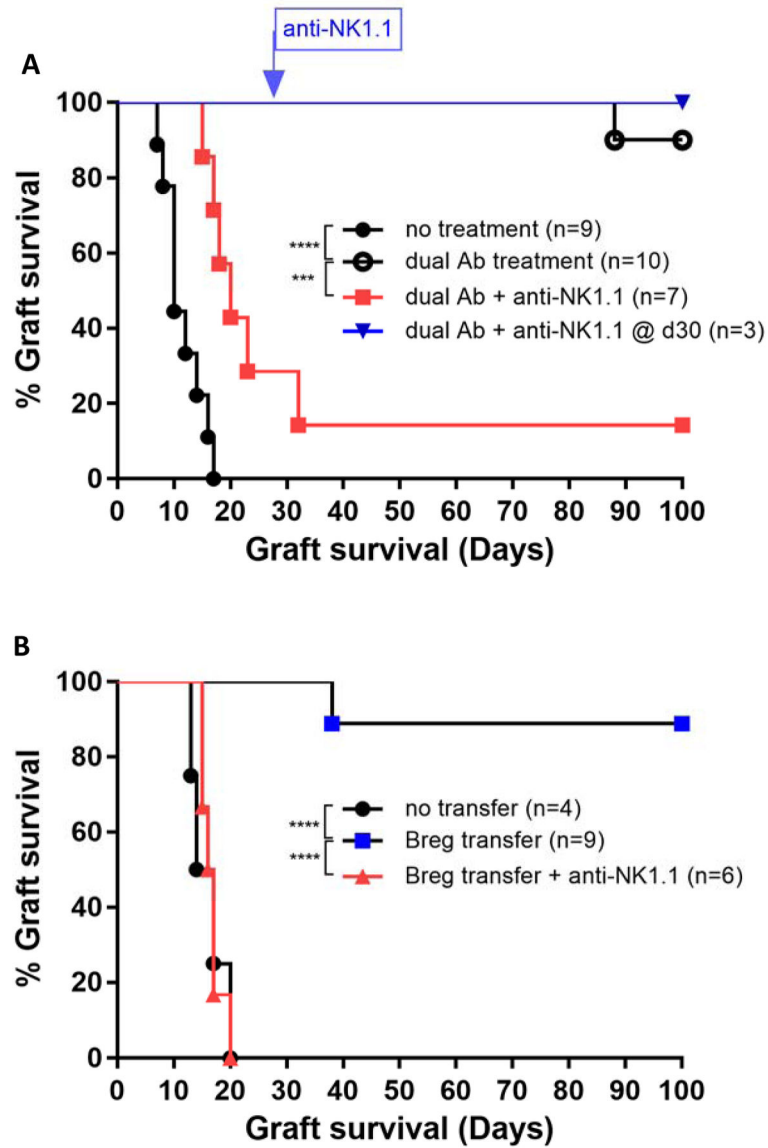 anti-NK1.1
A
100
80
60
40
20
0
% Graft survival
**** no treatment (n=9)
dual Ab treatment (n=10)
*** dual Ab + anti-NK1.1 (n=7)
dual Ab + anti-NK1.1 @ d30 (n=3)
0 10 20 30 40 50 60 70 80 90 100
Graft survival (Days)
B
100
80
60
40
20
0
% Graft survival
**** no transfer (n=4)
Breg transfer (n=9)
**** Breg transfer + anti-NK1.1 (n=6)
0 10 20 30 40 50 60 70 80 90 100
Graft survival (Days)